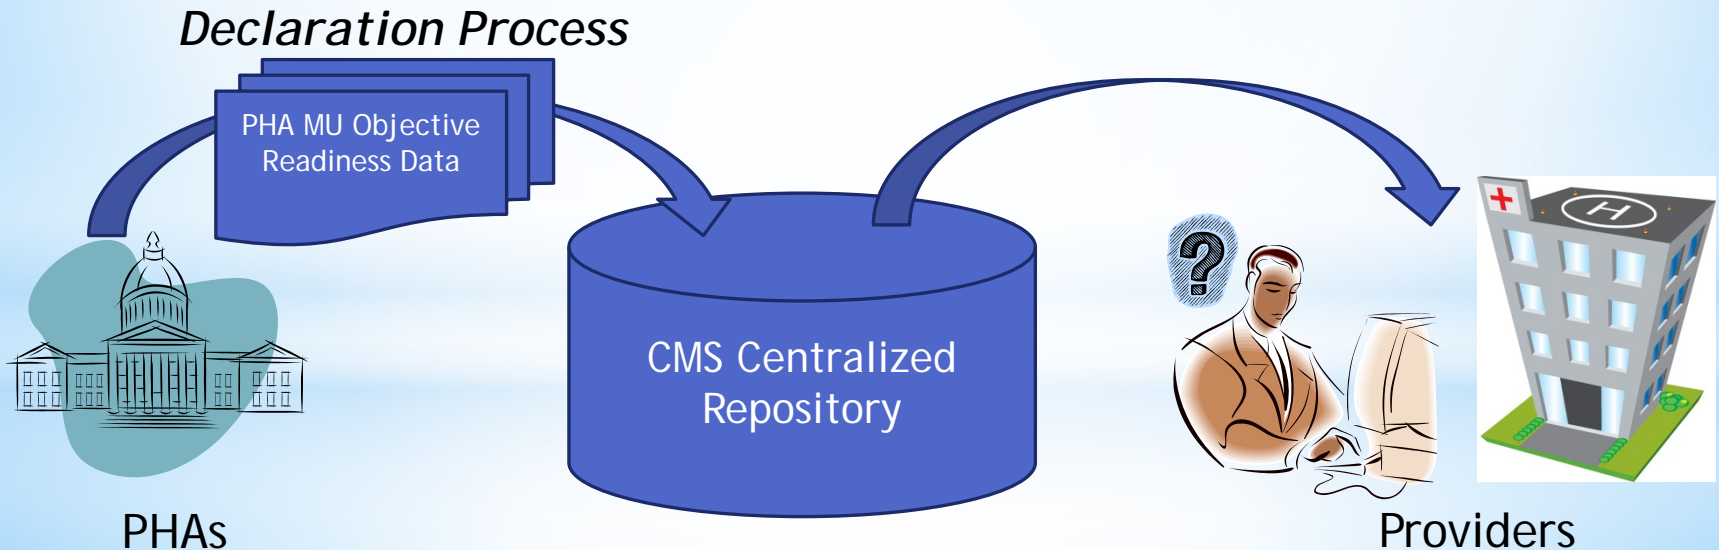 Declaration Process
PHA MU Objective
Readiness Data
CMS Centralized
Repository
?
H
PHAs
Providers